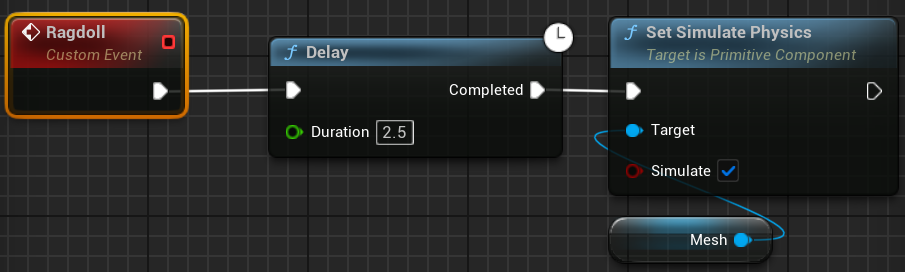 Ragdoll
Custom Event
f Delay
Completed
Duration 2.5
f Set Simulate Physics
Target is Primitive Component
Target
Simulate
Mesh